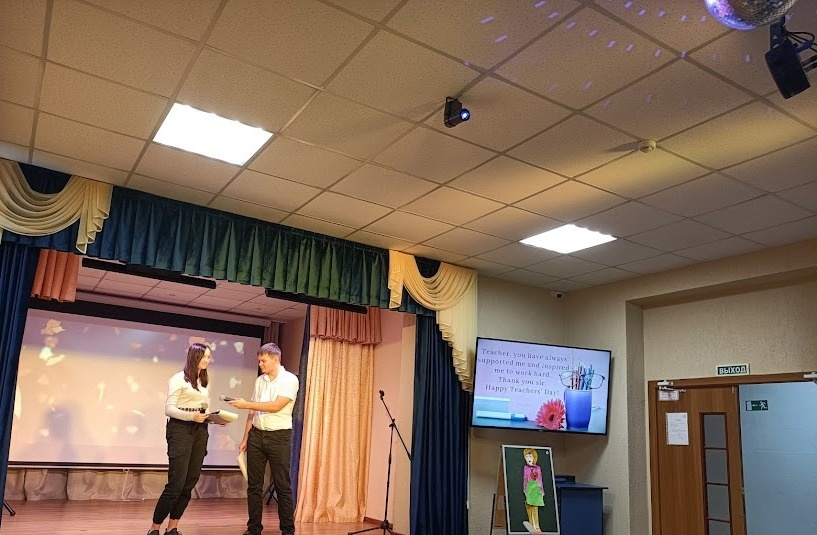 Teacher, you have always
supported me and inspired
me to work hard.
Thank you sir.
Happy Teachers' Day!
ВЫХОД